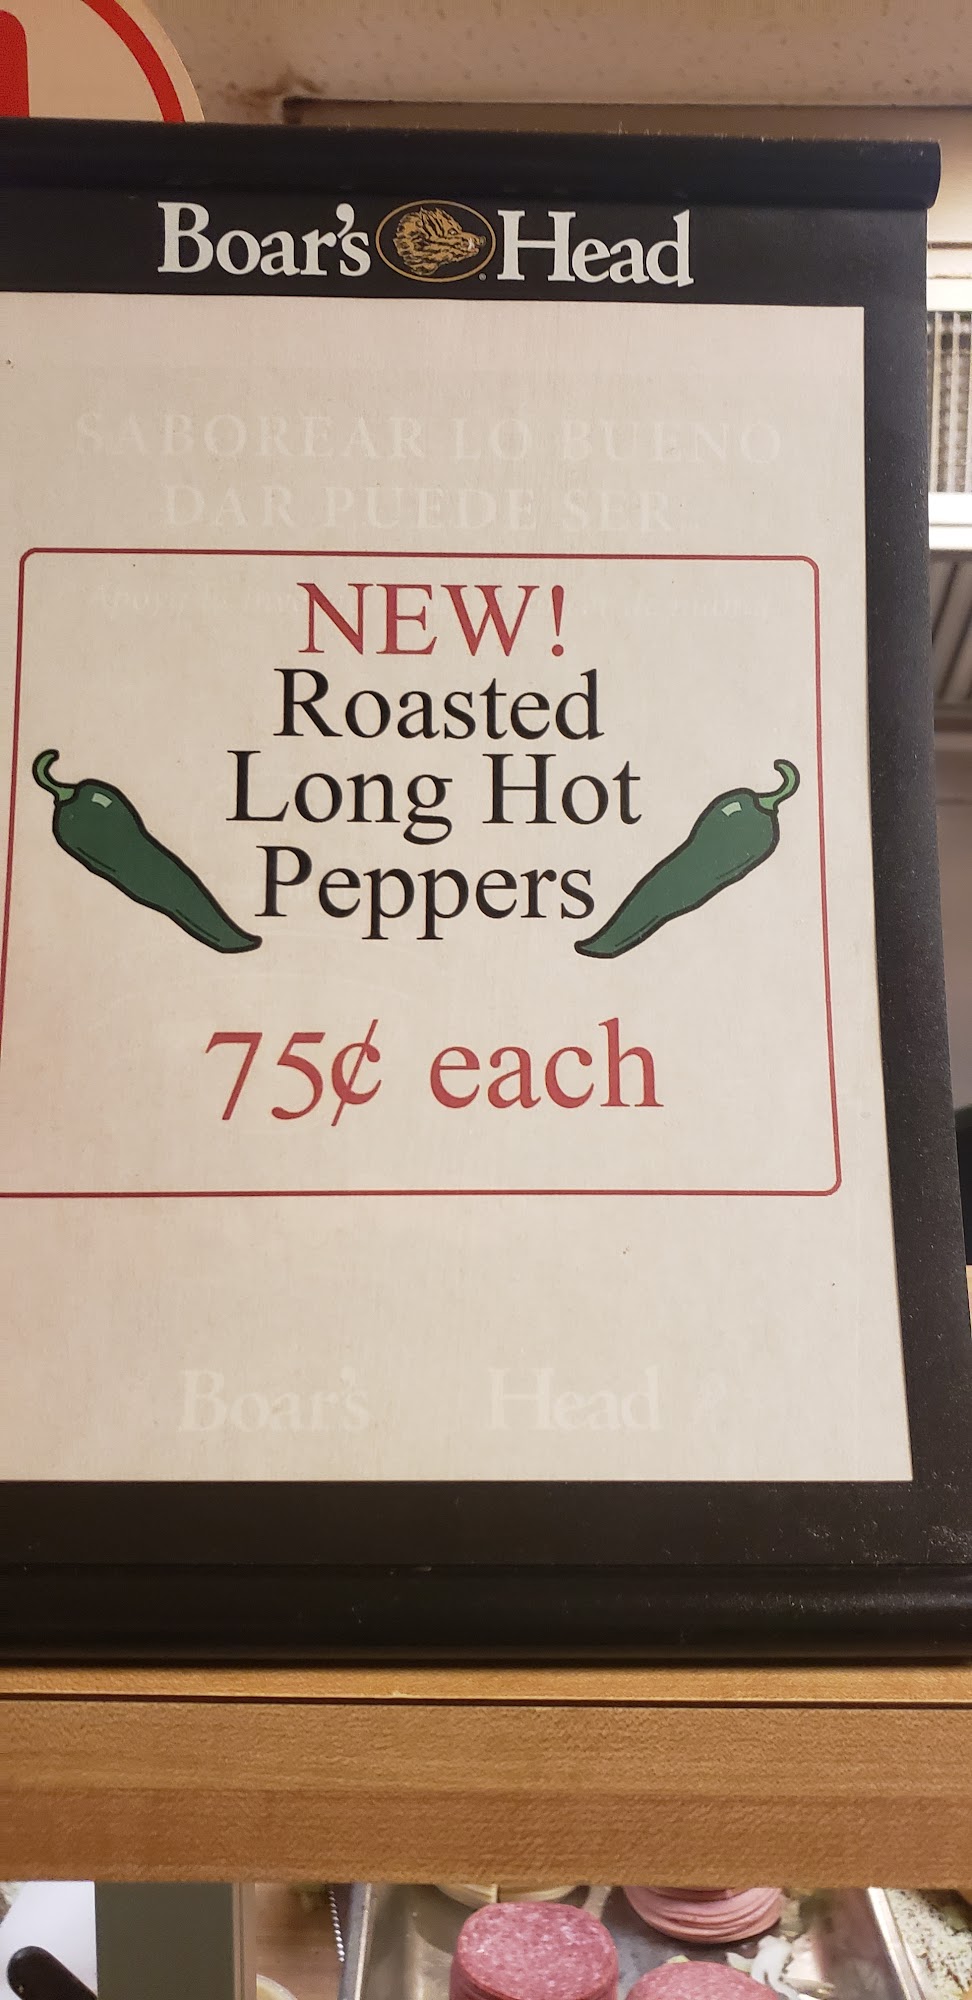 Boar's Head
SABOREAR LO BUENO
DAR PUEDE SER
NEW!
Roasted
Long Hot
Peppers
75¢ each
Boar's Head